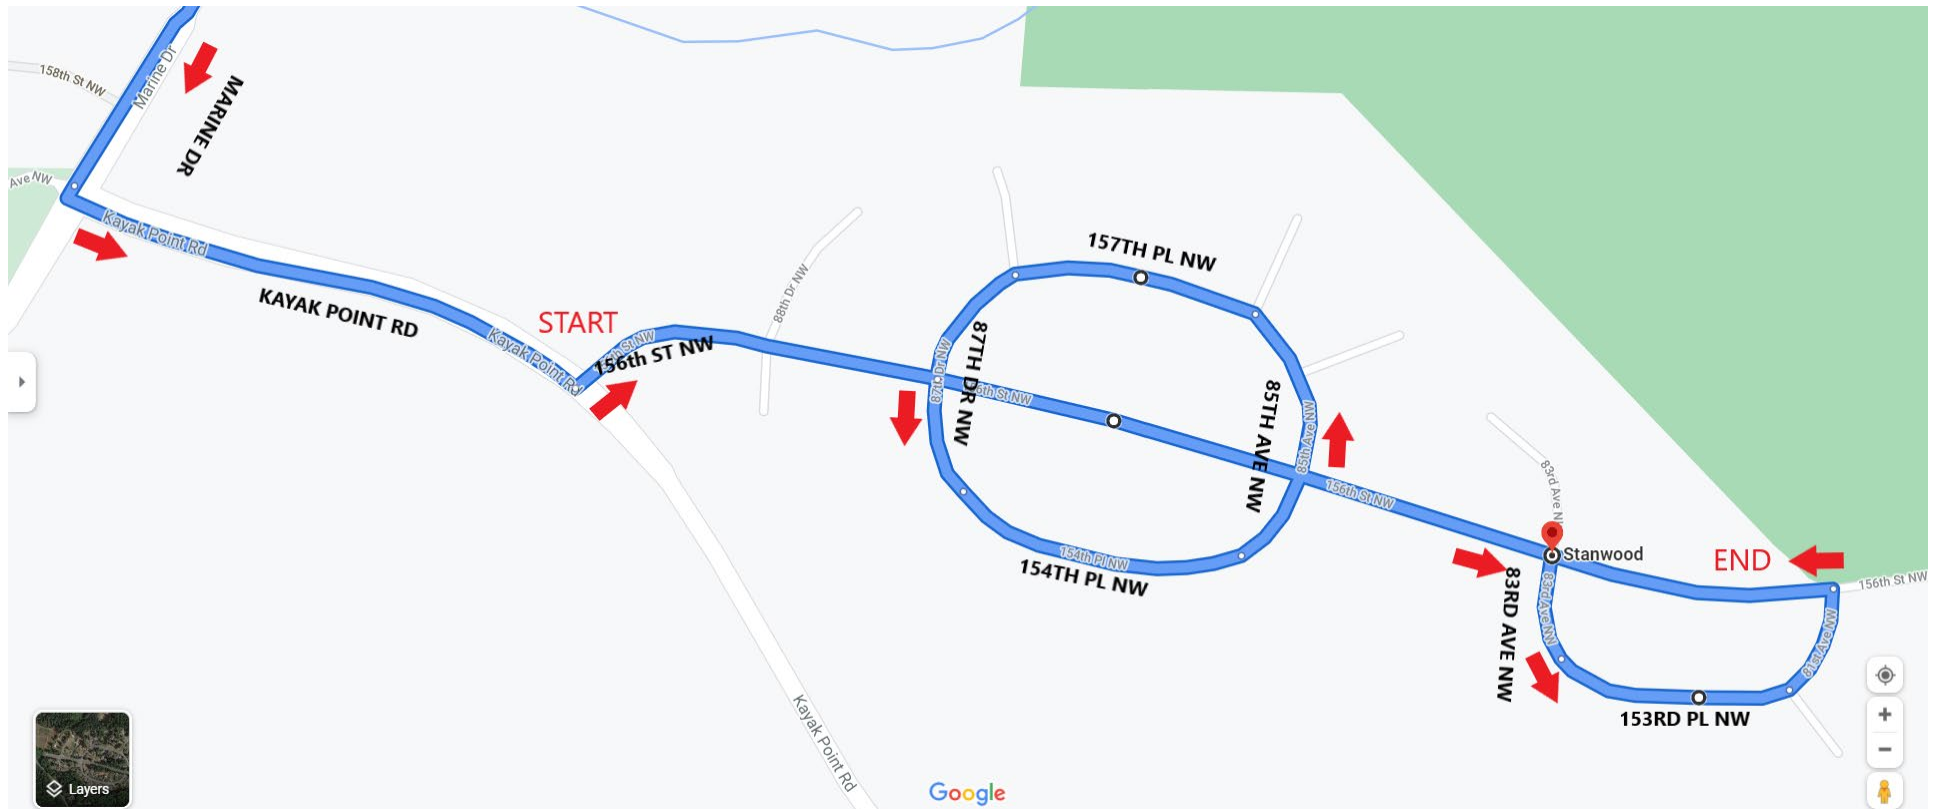 Marine Dr
158th St NW
MARINE DR
Ave NW
Kayak Point Rd
KAYAK POINT RD
START
Kayak Point Rd
St NW
156th ST NW
88th Dr NW
157TH PL NW
87th Dr NW
87TH DR NW
6th St NW
85TH AVE NW
85th Ave NW
156th St NW
154th Pl NW
154TH PL NW
83rd Ave N
Stanwood
END
156th St NW
83RD AVE NW
83rd Ave NW
81st Ave NW
153RD PL NW
Kayak Point Rd
Layers
Google